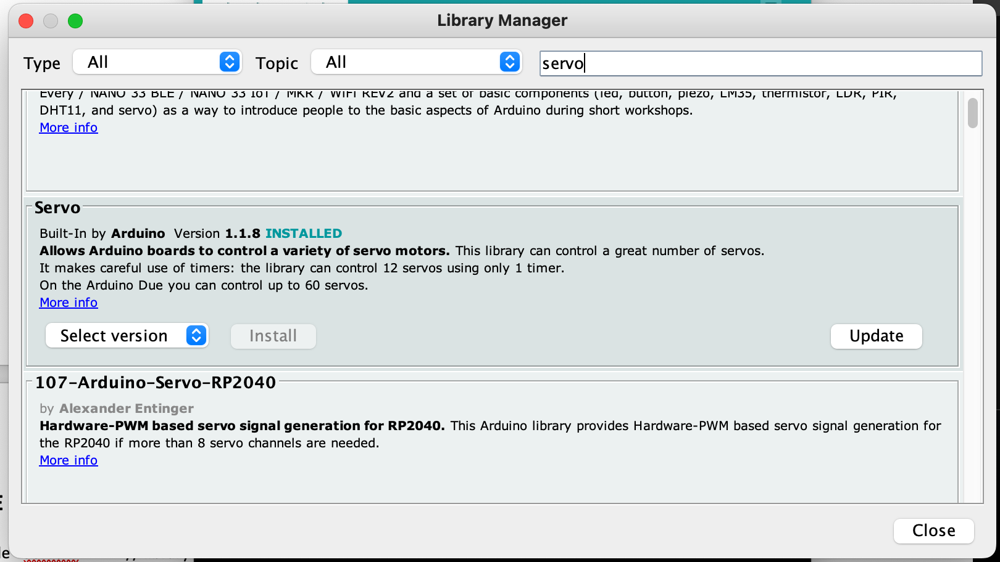 Library Manager
Type All Topic All servo
Every / NANO 33 BLE / NANO 33 IoT / MKR / WiFi REV2 and a set of basic components (led, button, piezo, LM35, thermistor, LDR, PIR,
DHT11, and servo) as a way to introduce people to the basic aspects of Arduino during short workshops.
More info
Servo
Built-In by Arduino Version 1.1.8 INSTALLED
Allows Arduino boards to control a variety of servo motors. This library can control a great number of servos.
It makes careful use of timers: the library can control 12 servos using only 1 timer.
On the Arduino Due you can control up to 60 servos.
More info
Select version Install Update
107-Arduino-Servo-RP2040
by Alexander Entinger
Hardware-PWM based servo signal generation for RP2040. This Arduino library provides Hardware-PWM based servo signal generation for
the RP2040 if more than 8 servo channels are needed.
More info
Close